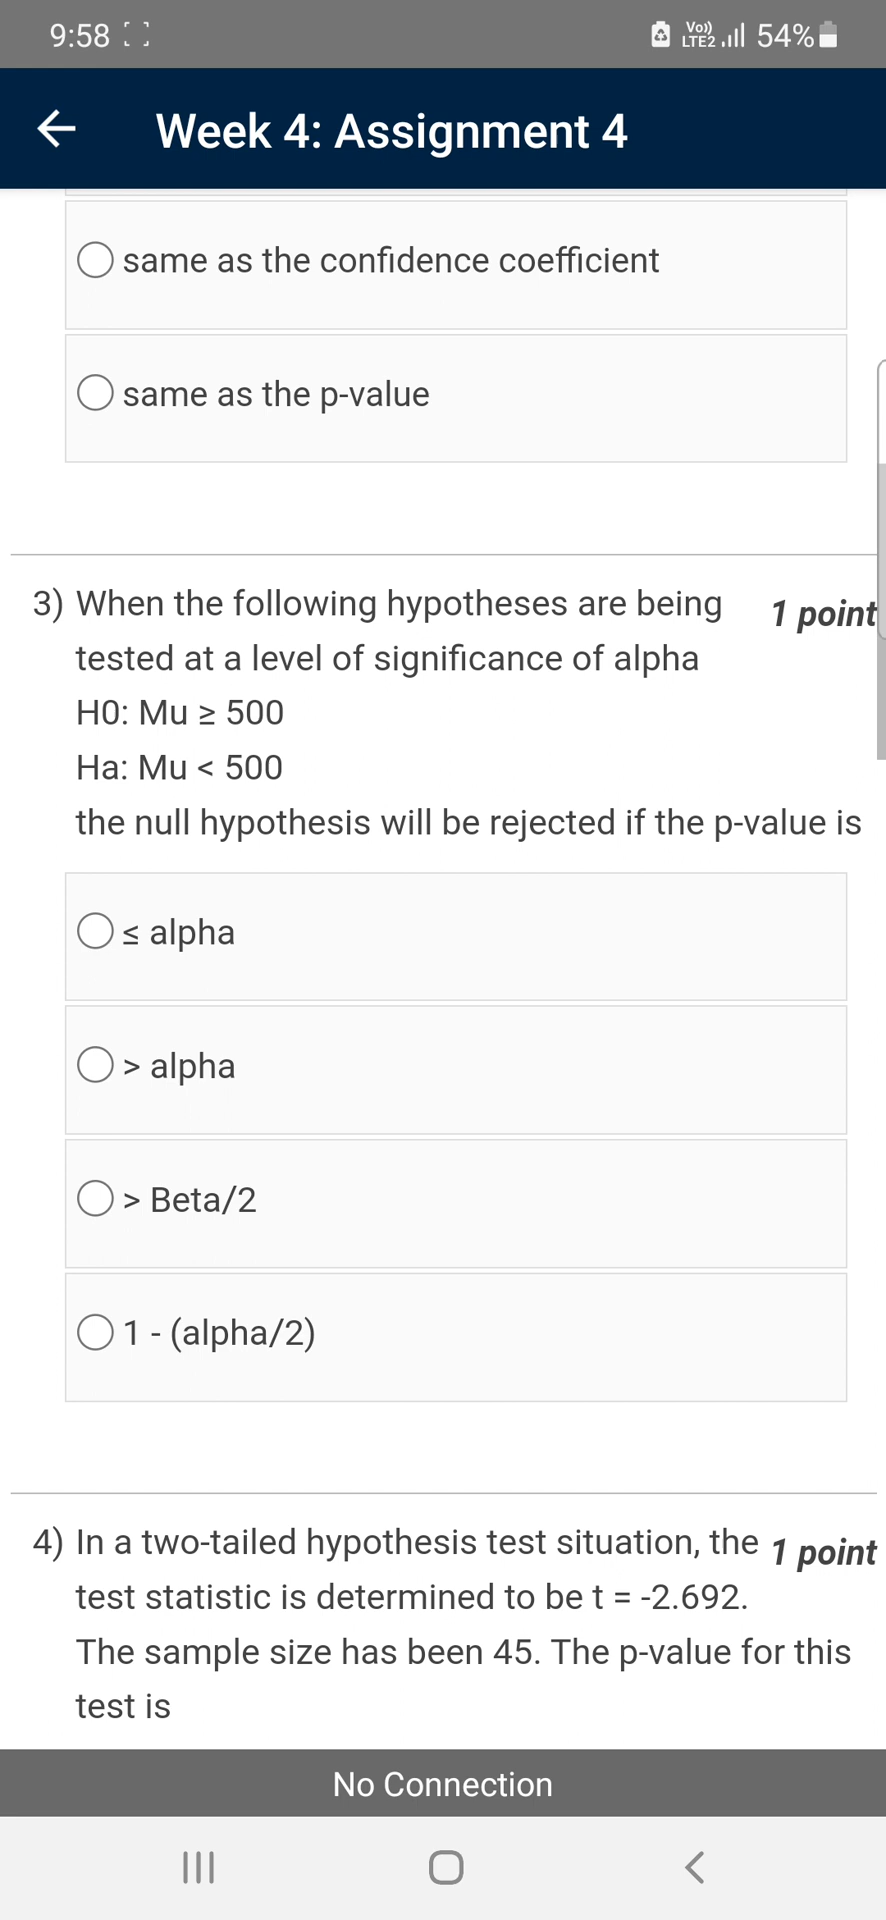 9:58
Vo))
LTE2 54%
Week 4: Assignment 4
same as the confidence coefficient
same as the p-value
3) When the following hypotheses are being 1 point
tested at a level of significance of alpha
H0: Mu ≥ 500
Ha: Mu < 500
the null hypothesis will be rejected if the p-value is
≤ alpha
> alpha
> Beta/2
1 - (alpha/2)
4) In a two-tailed hypothesis test situation, the 1 point
test statistic is determined to be t = -2.692.
The sample size has been 45. The p-value for this
test is
No Connection